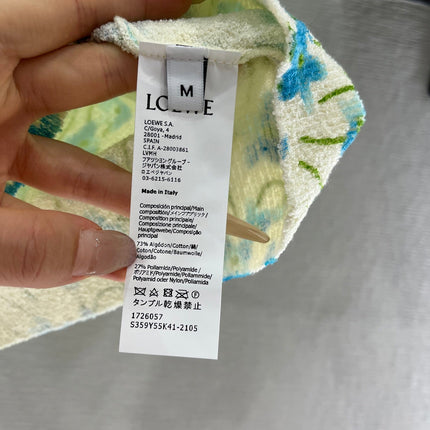 M
LOEWE
LOEWE S.A.
C/Goya, 4
28001 -Madrid
SPAIN
C.I.F. A-28003861
LVMH
ファッショングループ・
ジャパン株式会社
ロエベジャパン
03-6215-6116
Made in Italy
Composición principal/Main
composition/メインファブリック/
Composition principale/
Hauptgewebe/Composição
principal
73% Algodón/Cotton/綿/
Coton/Cotone/Baumwolle/
Algodão
27% Poliamida/Polyamide/
ポリアミド/Polyamide/Poliammide/
Polyamid oder Nylon/Poliamida
タンブル乾燥禁止
1726057
S359Y55K41-2105